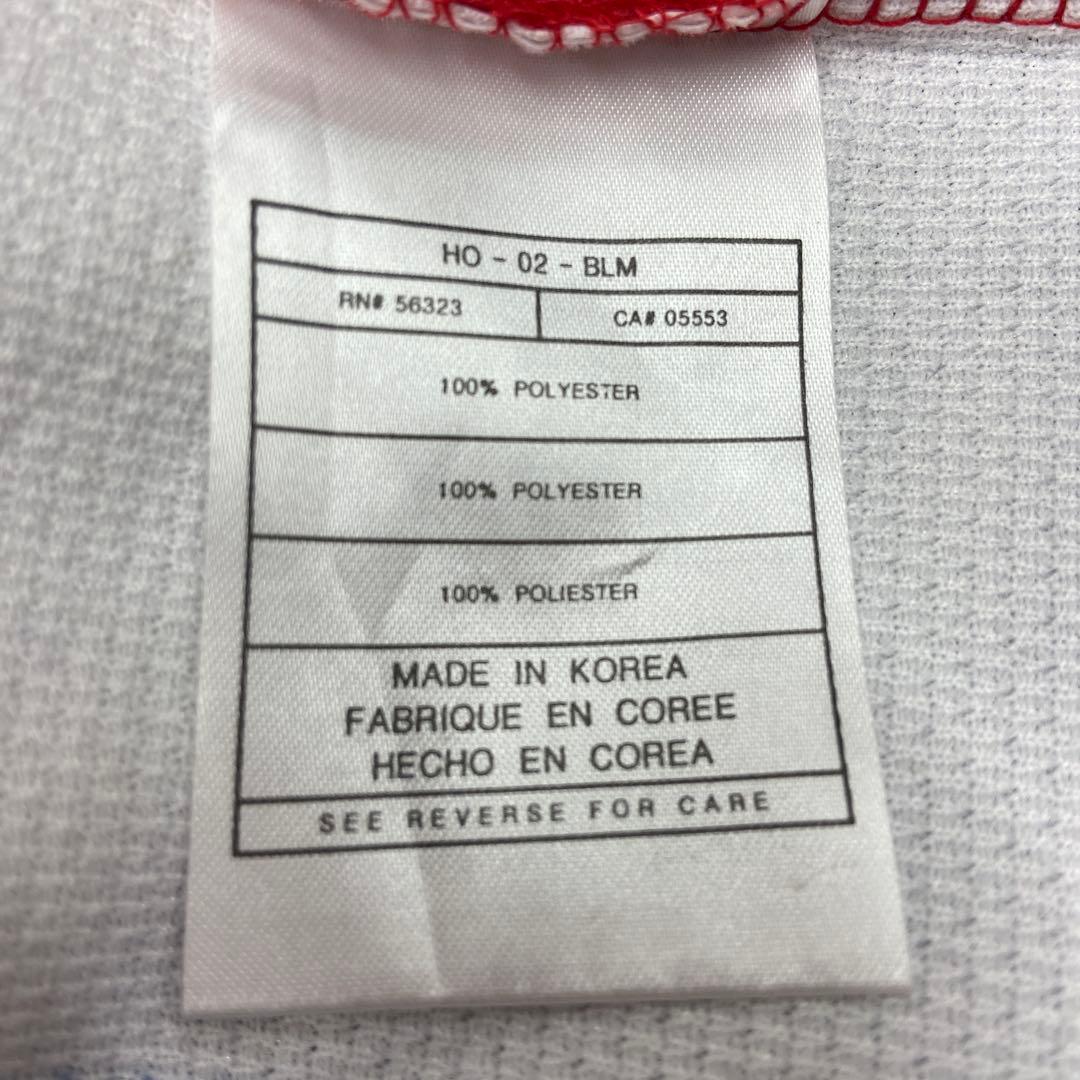 HO - 02 - BLM
RN# 56323
CA# 05553
100% POLYESTER
100% POLYESTER
100% POLIESTER
MADE IN KOREA
FABRIQUE EN COREE
HECHO EN COREA
SEE REVERSE FOR CARE